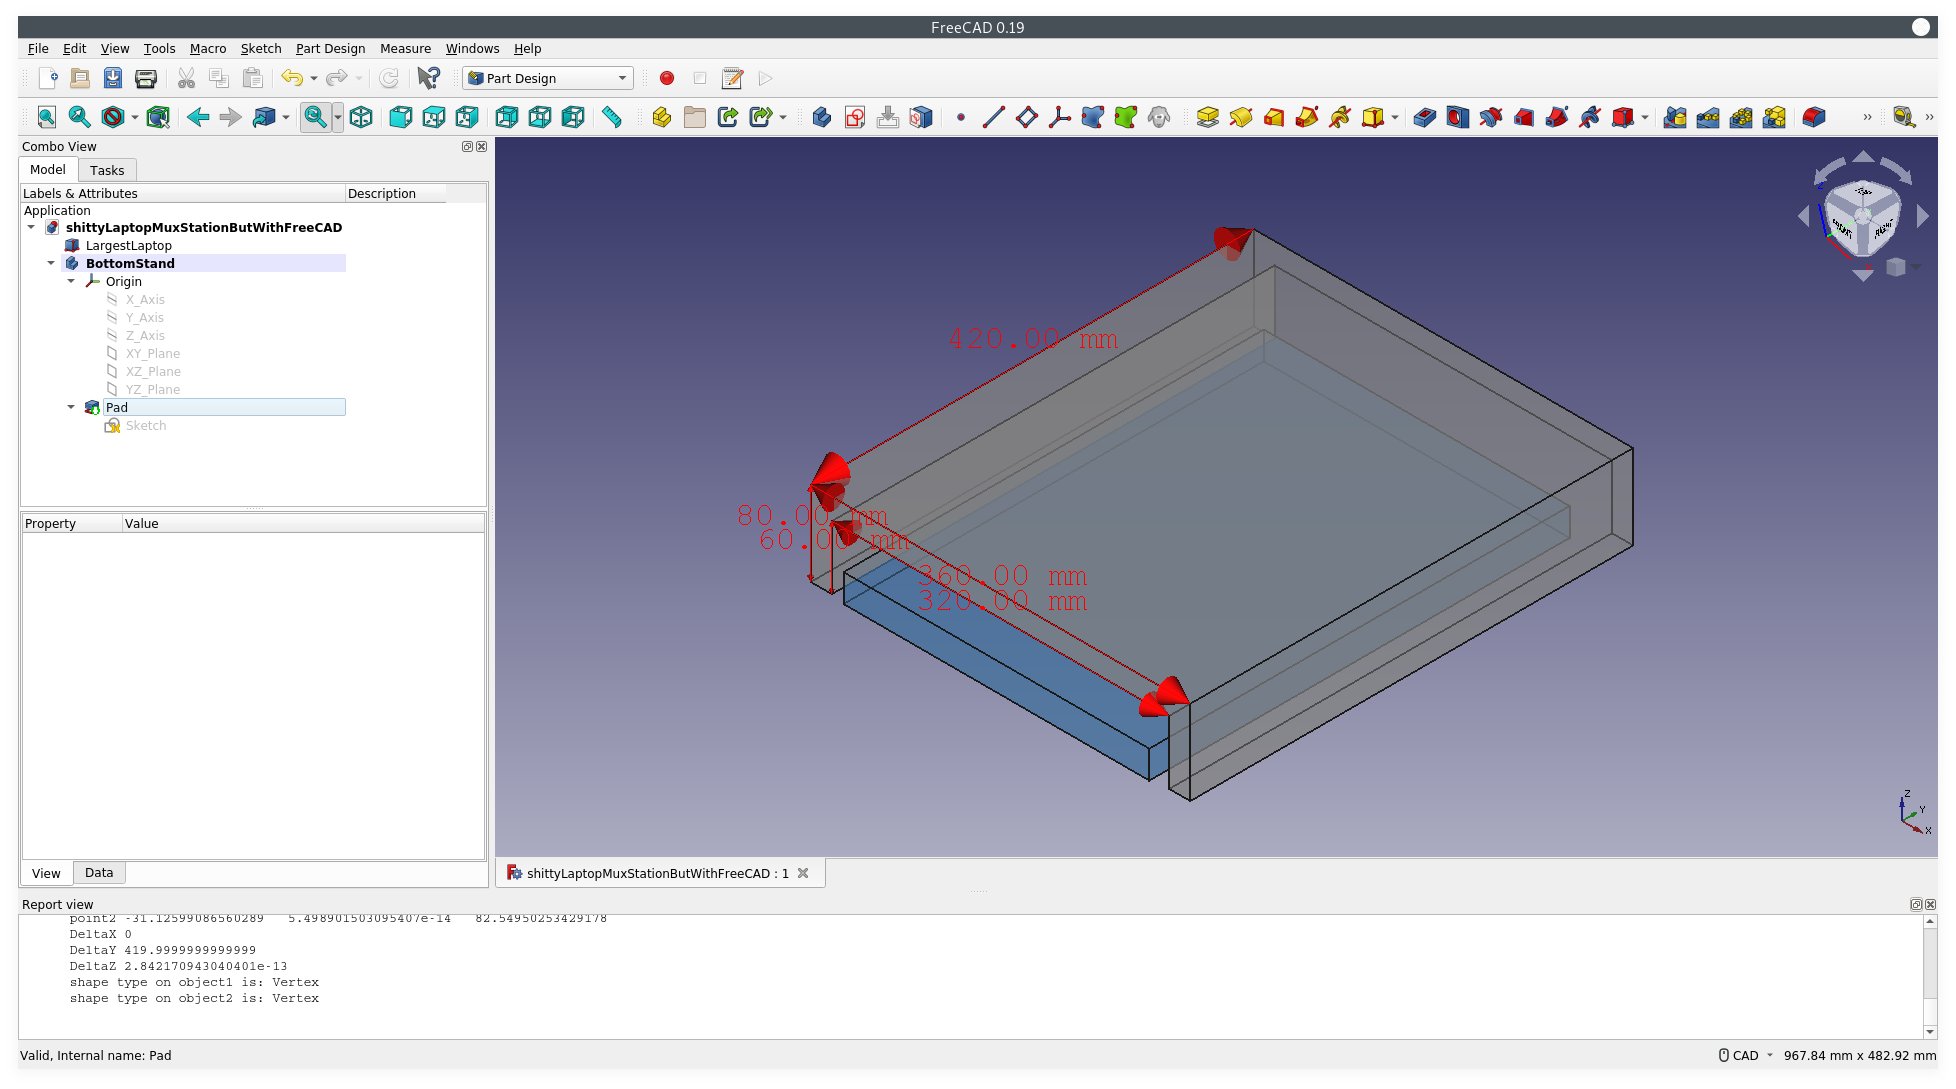 FreeCAD 0.19
File Edit View Tools Macro Sketch Part Design Measure Windows Help
Part Design
Combo View
Model Tasks
Labels & Attributes Description
Application
shittyLaptopMuxStationButWithFreeCAD
LargestLaptop
BottomStand
Origin
X_Axis
Y_Axis
Z_Axis
XY_Plane
XZ_Plane
YZ_Plane
Pad
Sketch
Property Value
View Data
420.00 mm
80.00 mm
60.00 mm
360.00 mm
320.00 mm
Z
Y
X
shittyLaptopMuxStationButWithFreeCAD : 1
Report view
point2 -31.12599086560289 5.498901503095407e-14 82.54950253429178
DeltaX 0
DeltaY 419.9999999999999
DeltaZ 2.842170943040401e-13
shape type on object1 is: Vertex
shape type on object2 is: Vertex
Valid, Internal name: Pad
CAD 967.84 mm x 482.92 mm